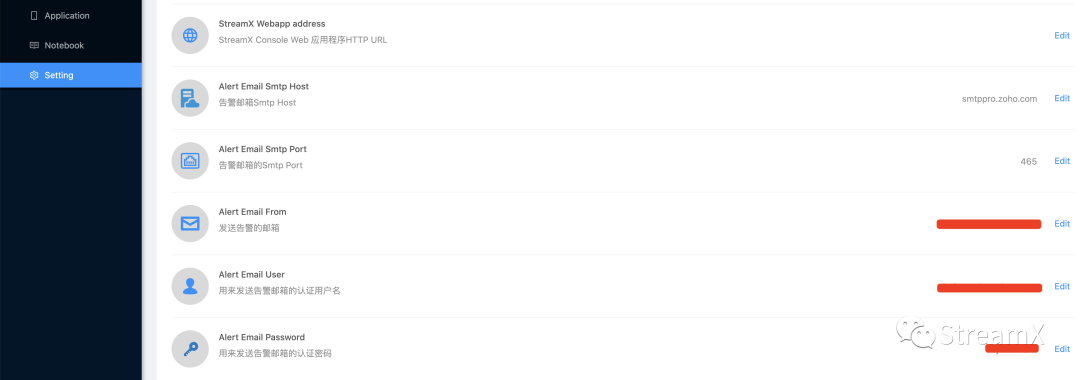 Application
Notebook
Setting
StreamX Webapp address
StreamX Console Web 应用程序HTTP URL
Edit
Alert Email Smtp Host
告警邮箱Smtp Host
smtppro.zoho.com
Edit
Alert Email Smtp Port
告警邮箱的Smtp Port
465
Edit
Alert Email From
发送告警的邮箱
Edit
Alert Email User
用来发送告警邮箱的认证用户名
Edit
Alert Email Password
用来发送告警邮箱的认证密码
Edit
StreamX